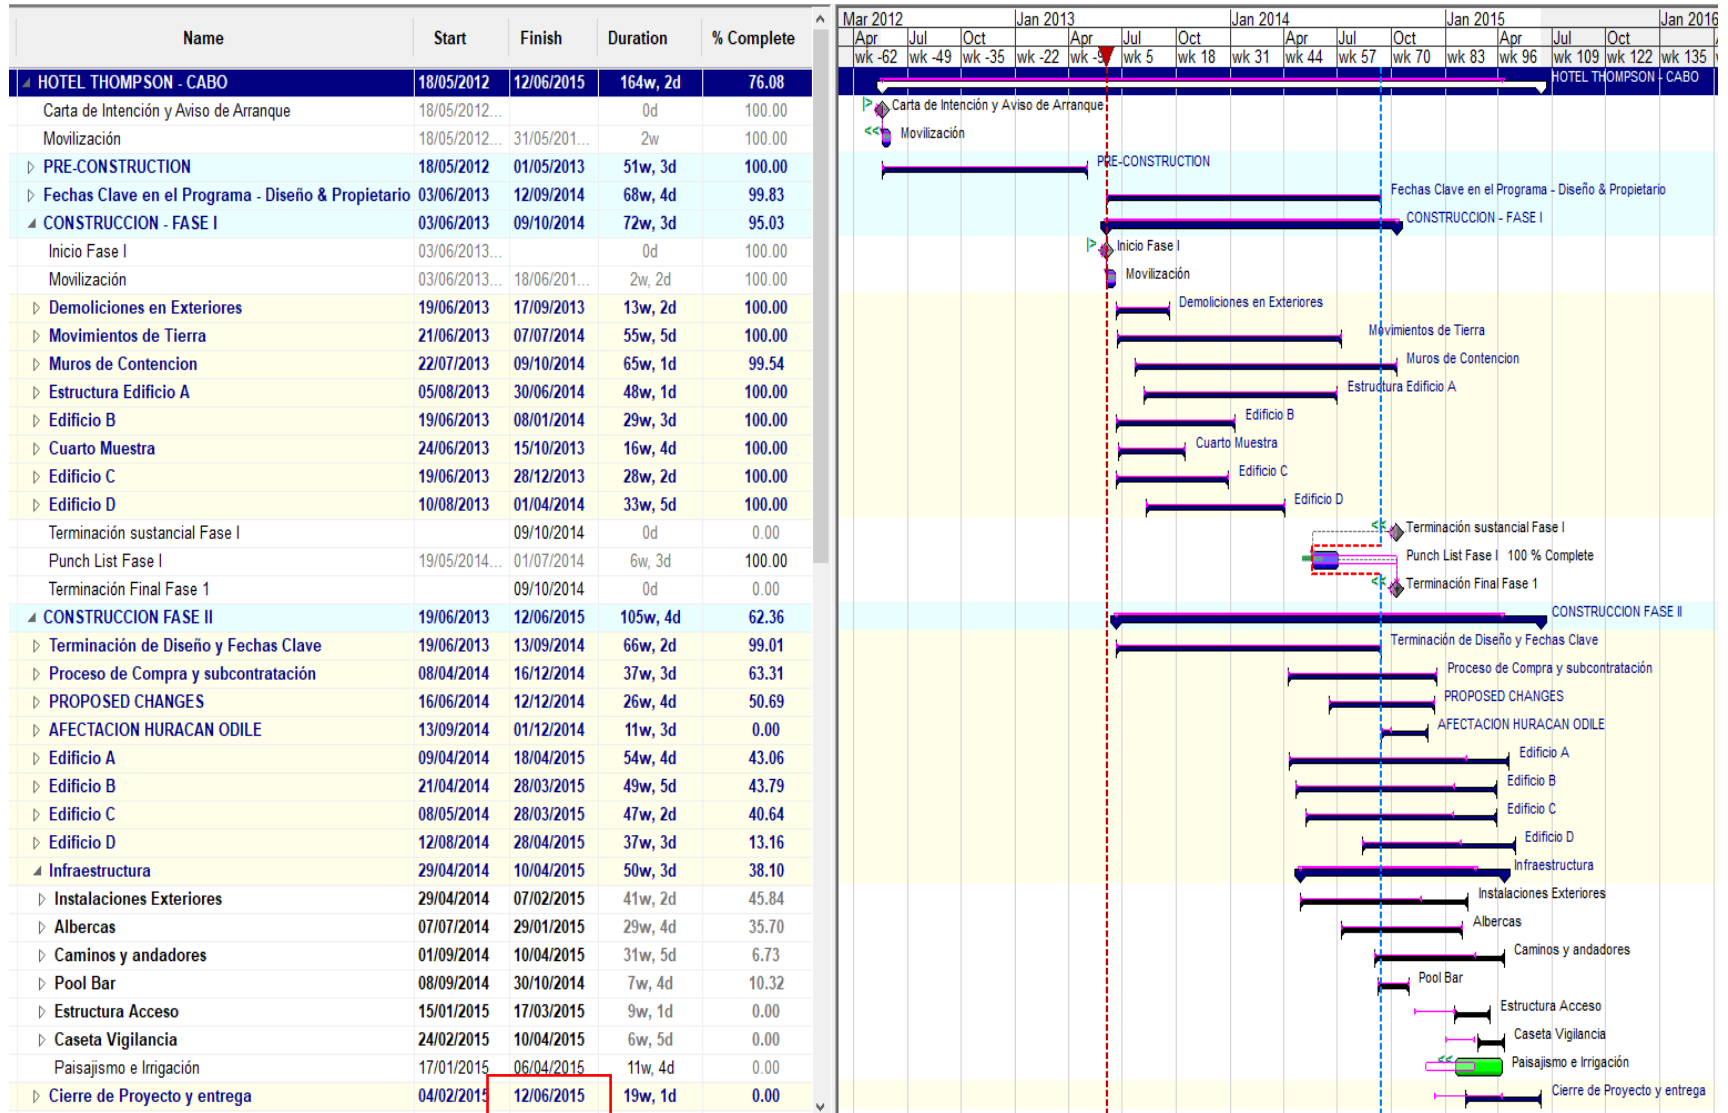 Name Start Finish Duration % Complete
HOTEL THOMPSON - CABO 18/05/2012 12/06/2015 164w, 2d 76.08
Carta de Intención y Aviso de Arranque 18/05/2012... 0d 100.00
Movilización 18/05/2012... 31/05/201... 2w 100.00
PRE-CONSTRUCTION 18/05/2012 01/05/2013 51w, 3d 100.00
Fechas Clave en el Programa - Diseño & Propietario 03/06/2013 12/09/2014 68w, 4d 99.83
CONSTRUCCION - FASE I 03/06/2013 09/10/2014 72w, 3d 95.03
Inicio Fase I 03/06/2013... 0d 100.00
Movilización 03/06/2013... 18/06/201... 2w, 2d 100.00
Demoliciones en Exteriores 19/06/2013 17/09/2013 13w, 2d 100.00
Movimientos de Tierra 21/06/2013 07/07/2014 55w, 5d 100.00
Muros de Contencion 22/07/2013 09/10/2014 65w, 1d 99.54
Estructura Edificio A 05/08/2013 30/06/2014 48w, 1d 100.00
Edificio B 19/06/2013 08/01/2014 29w, 3d 100.00
Cuarto Muestra 24/06/2013 15/10/2013 16w, 4d 100.00
Edificio C 19/06/2013 28/12/2013 28w, 2d 100.00
Edificio D 10/08/2013 01/04/2014 33w, 5d 100.00
Terminación sustancial Fase I 09/10/2014 0d 0.00
Punch List Fase I 19/05/2014... 01/07/2014 6w, 3d 100.00
Terminación Final Fase 1 09/10/2014 0d 0.00
CONSTRUCCION FASE II 19/06/2013 12/06/2015 105w, 4d 62.36
Terminación de Diseño y Fechas Clave 19/06/2013 13/09/2014 66w, 2d 99.01
Proceso de Compra y subcontratación 08/04/2014 16/12/2014 37w, 3d 63.31
PROPOSED CHANGES 16/06/2014 12/12/2014 26w, 4d 50.69
AFECTACION HURACAN ODILE 13/09/2014 01/12/2014 11w, 3d 0.00
Edificio A 09/04/2014 18/04/2015 54w, 4d 43.06
Edificio B 21/04/2014 28/03/2015 49w, 5d 43.79
Edificio C 08/05/2014 28/03/2015 47w, 2d 40.64
Edificio D 12/08/2014 28/04/2015 37w, 3d 13.16
Infraestructura 29/04/2014 10/04/2015 50w, 3d 38.10
Instalaciones Exteriores 29/04/2014 07/02/2015 41w, 2d 45.84
Albercas 07/07/2014 29/01/2015 29w, 4d 35.70
Caminos y andadores 01/09/2014 10/04/2015 31w, 5d 6.73
Pool Bar 08/09/2014 30/10/2014 7w, 4d 10.32
Estructura Acceso 15/01/2015 17/03/2015 9w, 1d 0.00
Caseta Vigilancia 24/02/2015 10/04/2015 6w, 5d 0.00
Paisajismo e Irrigación 17/01/2015 06/04/2015 11w, 4d 0.00
Cierre de Proyecto y entrega 04/02/2015 12/06/2015 19w, 1d 0.00
Mar 2012 Jan 2013 Jan 2014 Jan 2015 Jan 2016
Apr Jul Oct Apr Jul Oct Apr Jul Oct Apr Jul Oct
wk -62 wk -49 wk -35 wk -22 wk -9 wk 5 wk 18 wk 31 wk 44 wk 57 wk 70 wk 83 wk 96 wk 109 wk 122 wk 135
HOTEL THOMPSON - CABO
Carta de Intención y Aviso de Arranque
Movilización
PRE-CONSTRUCTION
Fechas Clave en el Programa - Diseño & Propietario
CONSTRUCCION - FASE I
Inicio Fase I
Movilización
Demoliciones en Exteriores
Movimientos de Tierra
Muros de Contencion
Estructura Edificio A
Edificio B
Cuarto Muestra
Edificio C
Edificio D
Terminación sustancial Fase I
Punch List Fase I 100 % Complete
Terminación Final Fase 1
CONSTRUCCION FASE II
Terminación de Diseño y Fechas Clave
Proceso de Compra y subcontratación
PROPOSED CHANGES
AFECTACION HURACAN ODILE
Edificio A
Edificio B
Edificio C
Edificio D
Infraestructura
Instalaciones Exteriores
Albercas
Caminos y andadores
Pool Bar
Estructura Acceso
Caseta Vigilancia
Paisajismo e Irrigación
Cierre de Proyecto y entrega